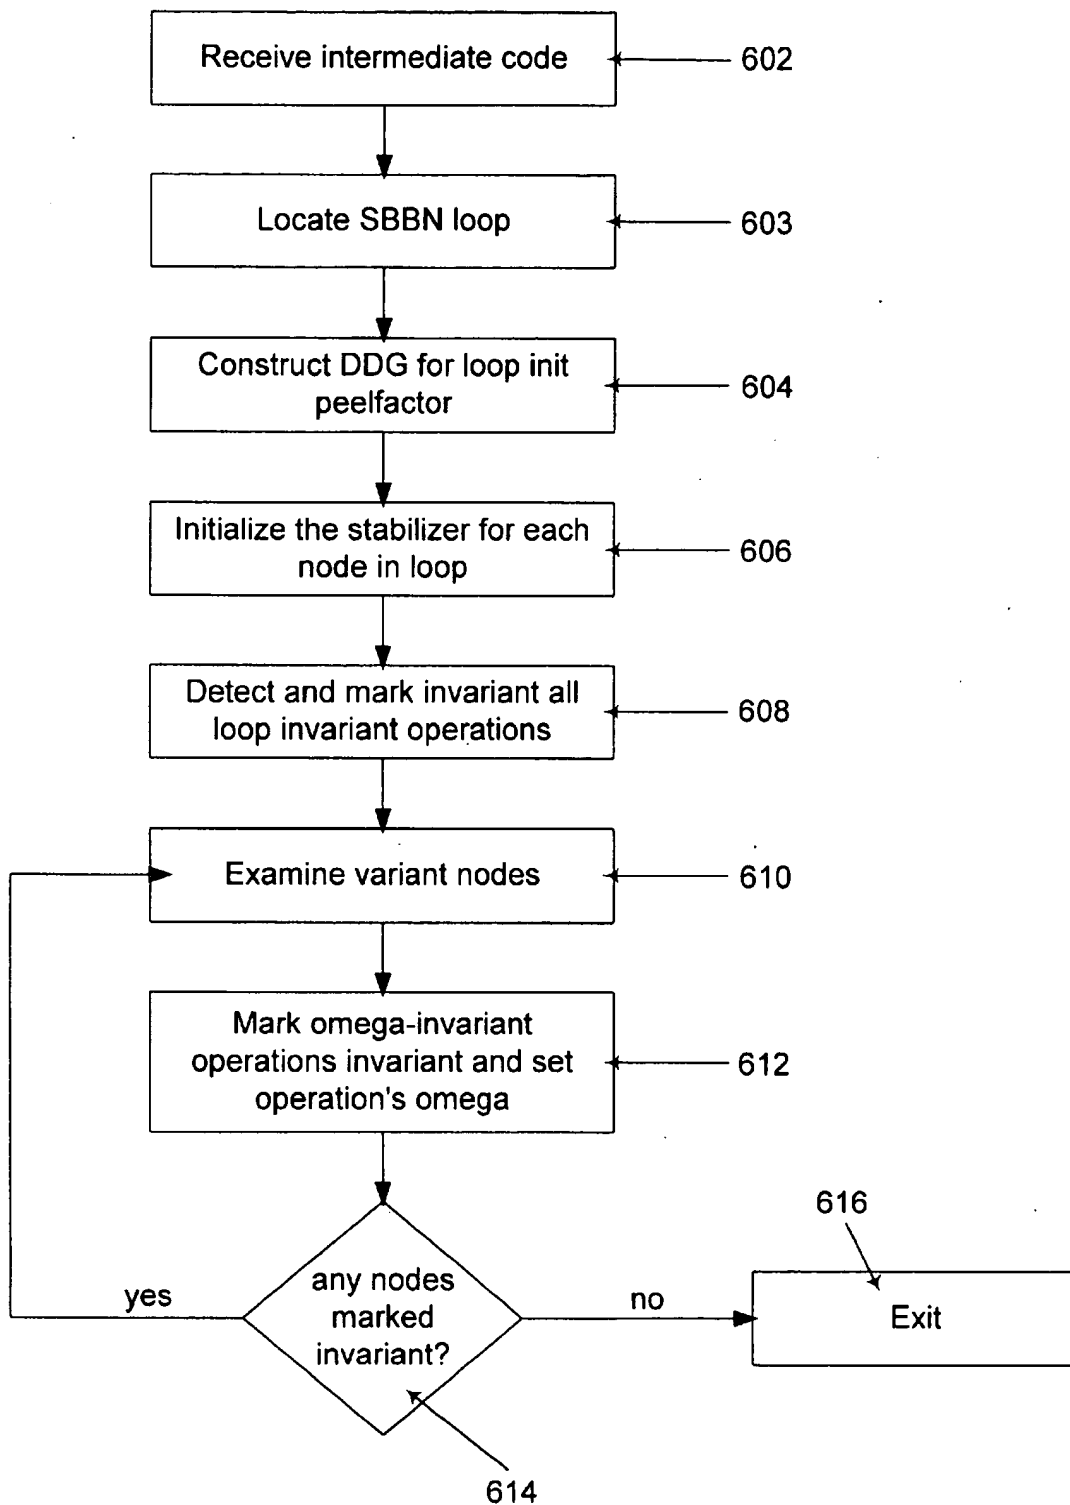 Receive intermediate code
602
Locate SBBN loop
603
Construct DDG for loop init
peelfactor
604
Initialize the stabilizer for each
node in loop
606
Detect and mark invariant all
loop invariant operations
608
Examine variant nodes
610
Mark omega-invariant
operations invariant and set
operation's omega
612
any nodes
marked
invariant?
yes
no
616
Exit
614